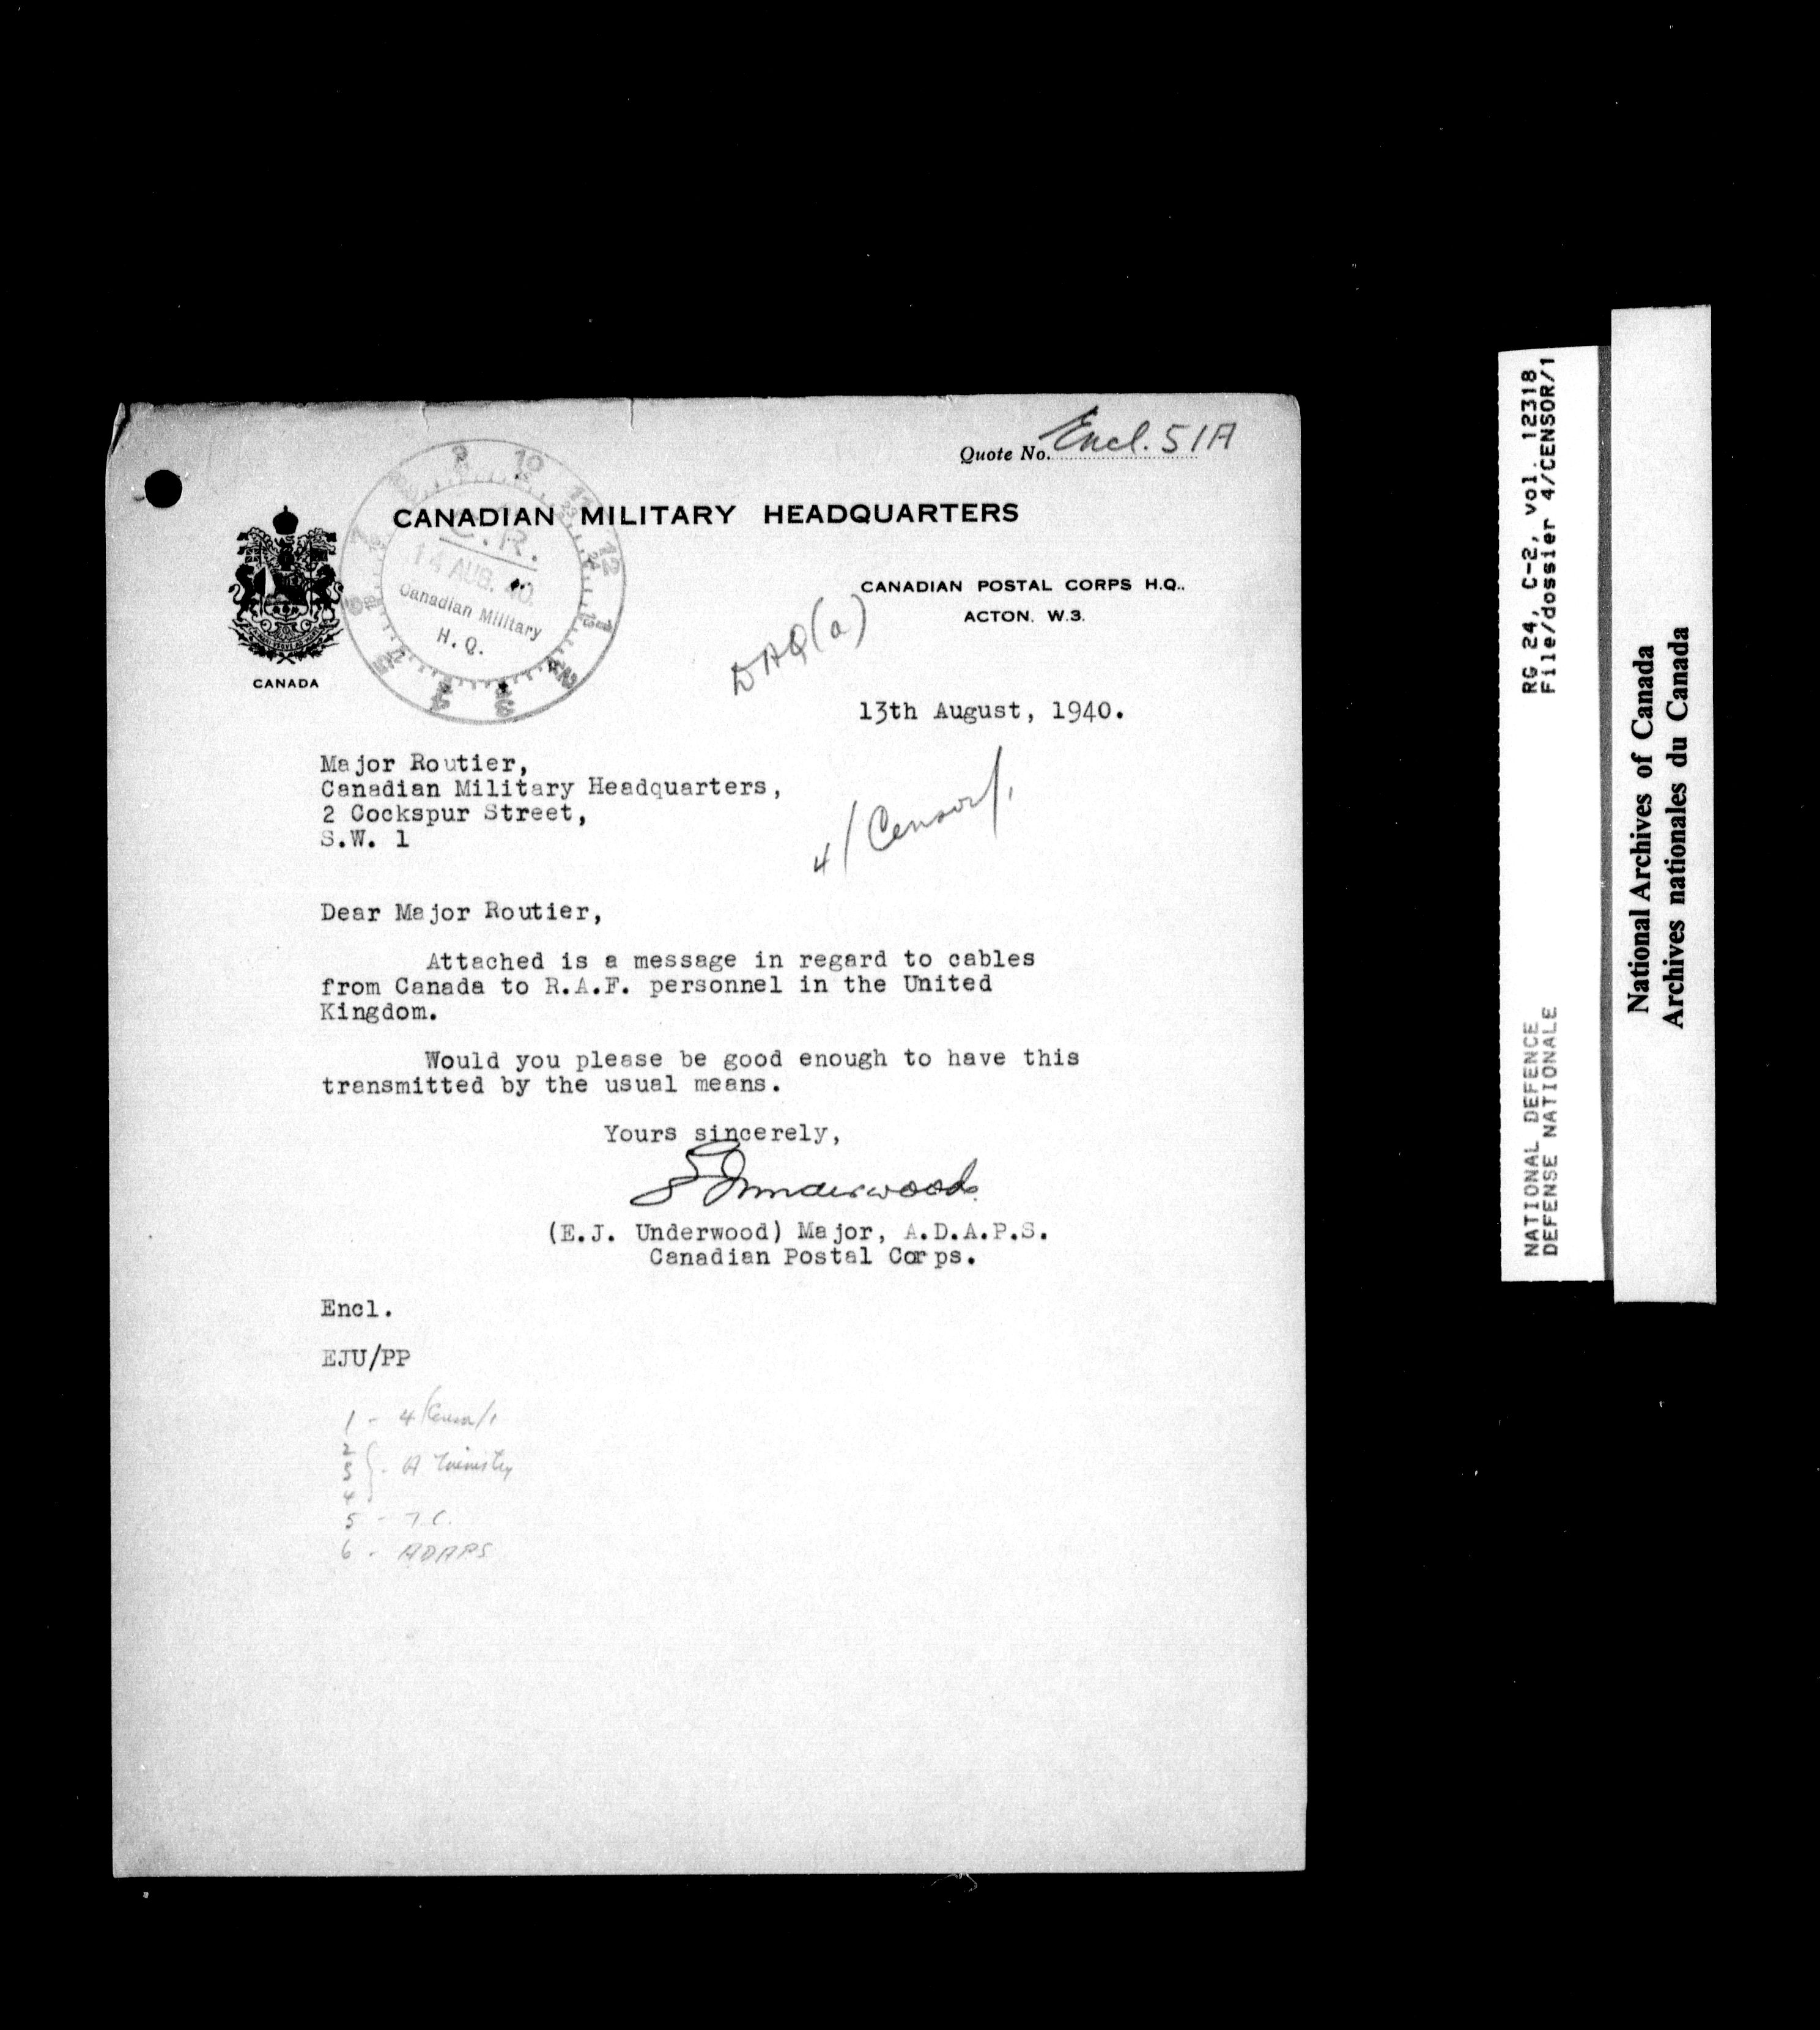 Quote No. Encl. 51A
CANADIAN MILITARY HEADQUARTERS
C.R.
14 AUG. 40.
Canadian Military
H. Q.
CANADA
CANADIAN POSTAL CORPS H.Q..
ACTON. W.3.
DAQ(a)
13th August, 1940.
Major Routier,
Canadian Military Headquarters,
2 Cockspur Street,
S.W. 1
4/Censor/1
Dear Major Routier,
Attached is a message in regard to cables
from Canada to R.A.F. personnel in the United
Kingdom.
Would you please be good enough to have this
transmitted by the usual means.
Yours sincerely,
EJUnderwood
(E.J. Underwood) Major, A.D.A.P.S.
Canadian Postal Corps.
Encl.
EJU/PP
1 - 4/Censor/1
2
3 - A Ministry
4
5 - T.C.
6 - ADAPS
RG 24, C-2, vol. 12318
File/dossier 4/CENSOR/1
NATIONAL DEFENCE
DEFENSE NATIONALE
National Archives of Canada
Archives nationales du Canada